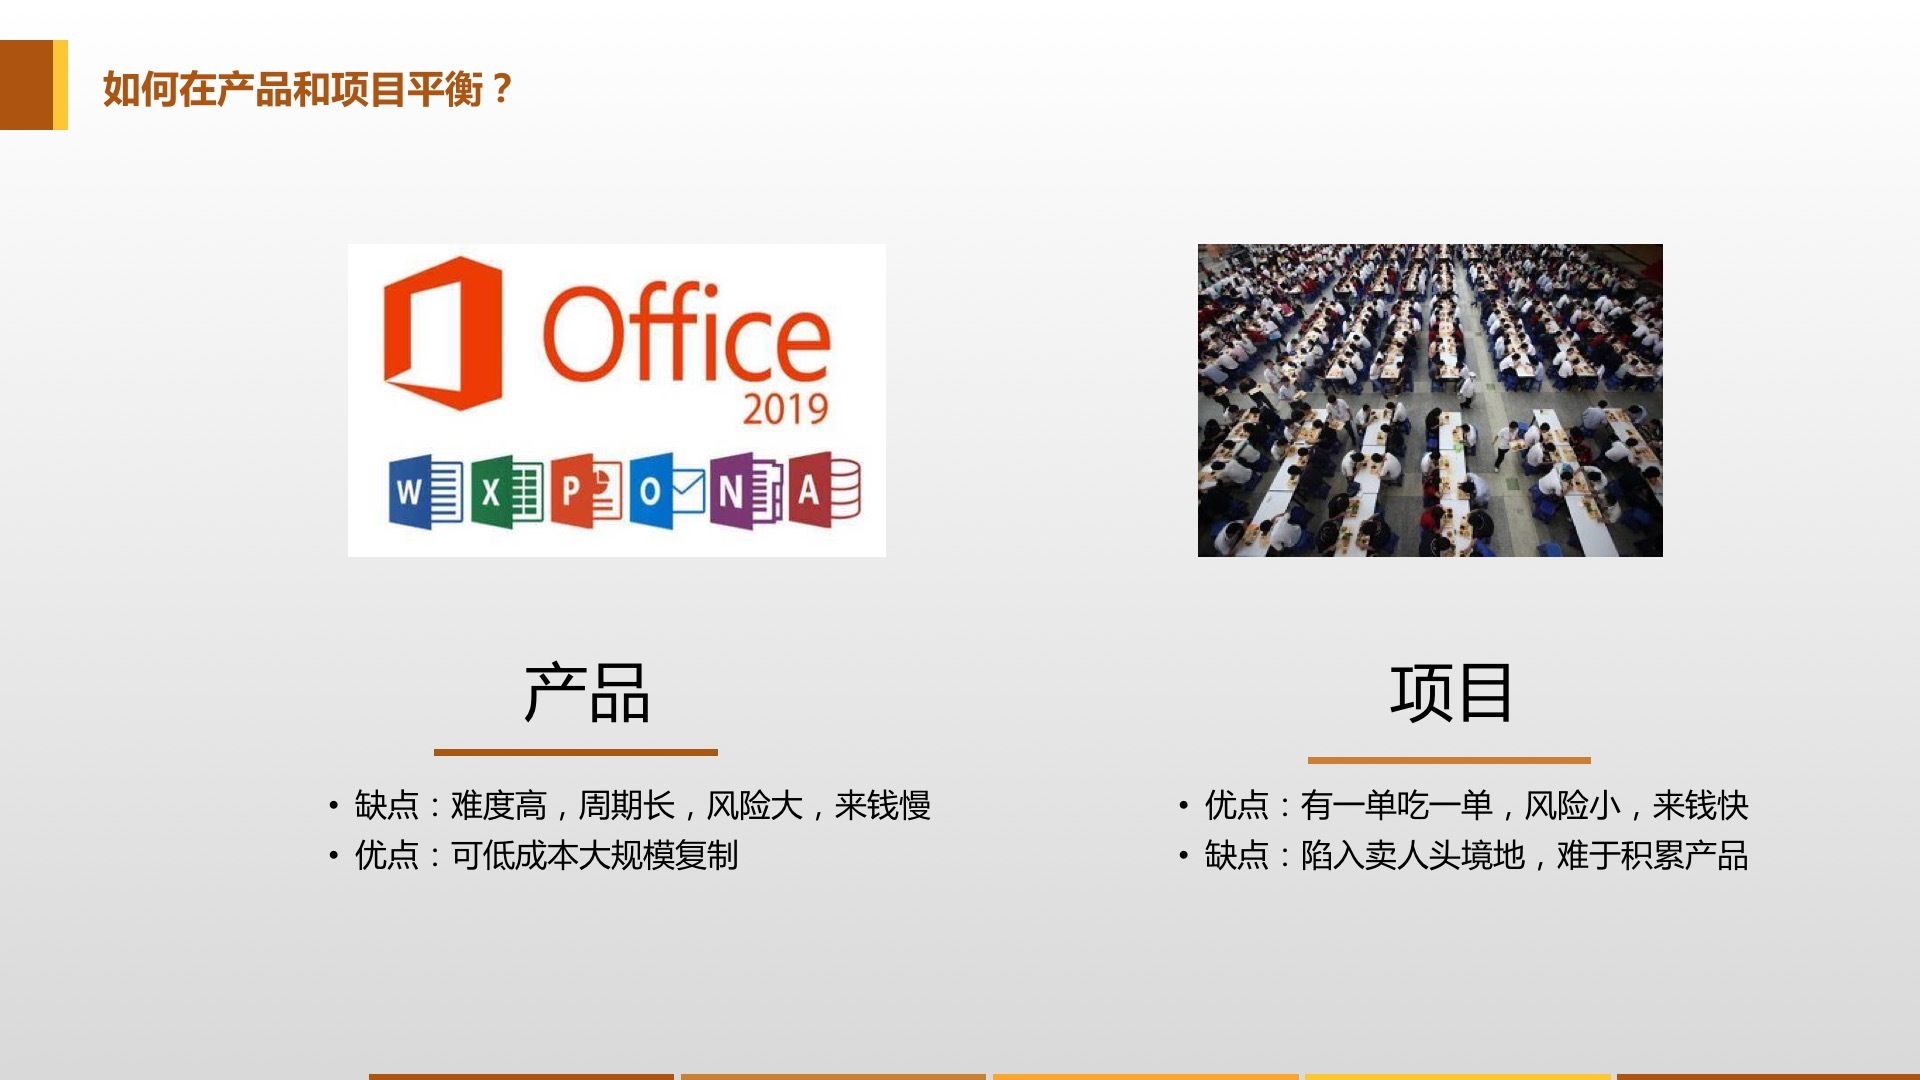 如何在产品和项目平衡？
Office
2019
W X P O N A
产品
• 缺点：难度高，周期长，风险大，来钱慢
• 优点：可低成本大规模复制
项目
• 优点：有一单吃一单，风险小，来钱快
• 缺点：陷入卖人头境地，难于积累产品